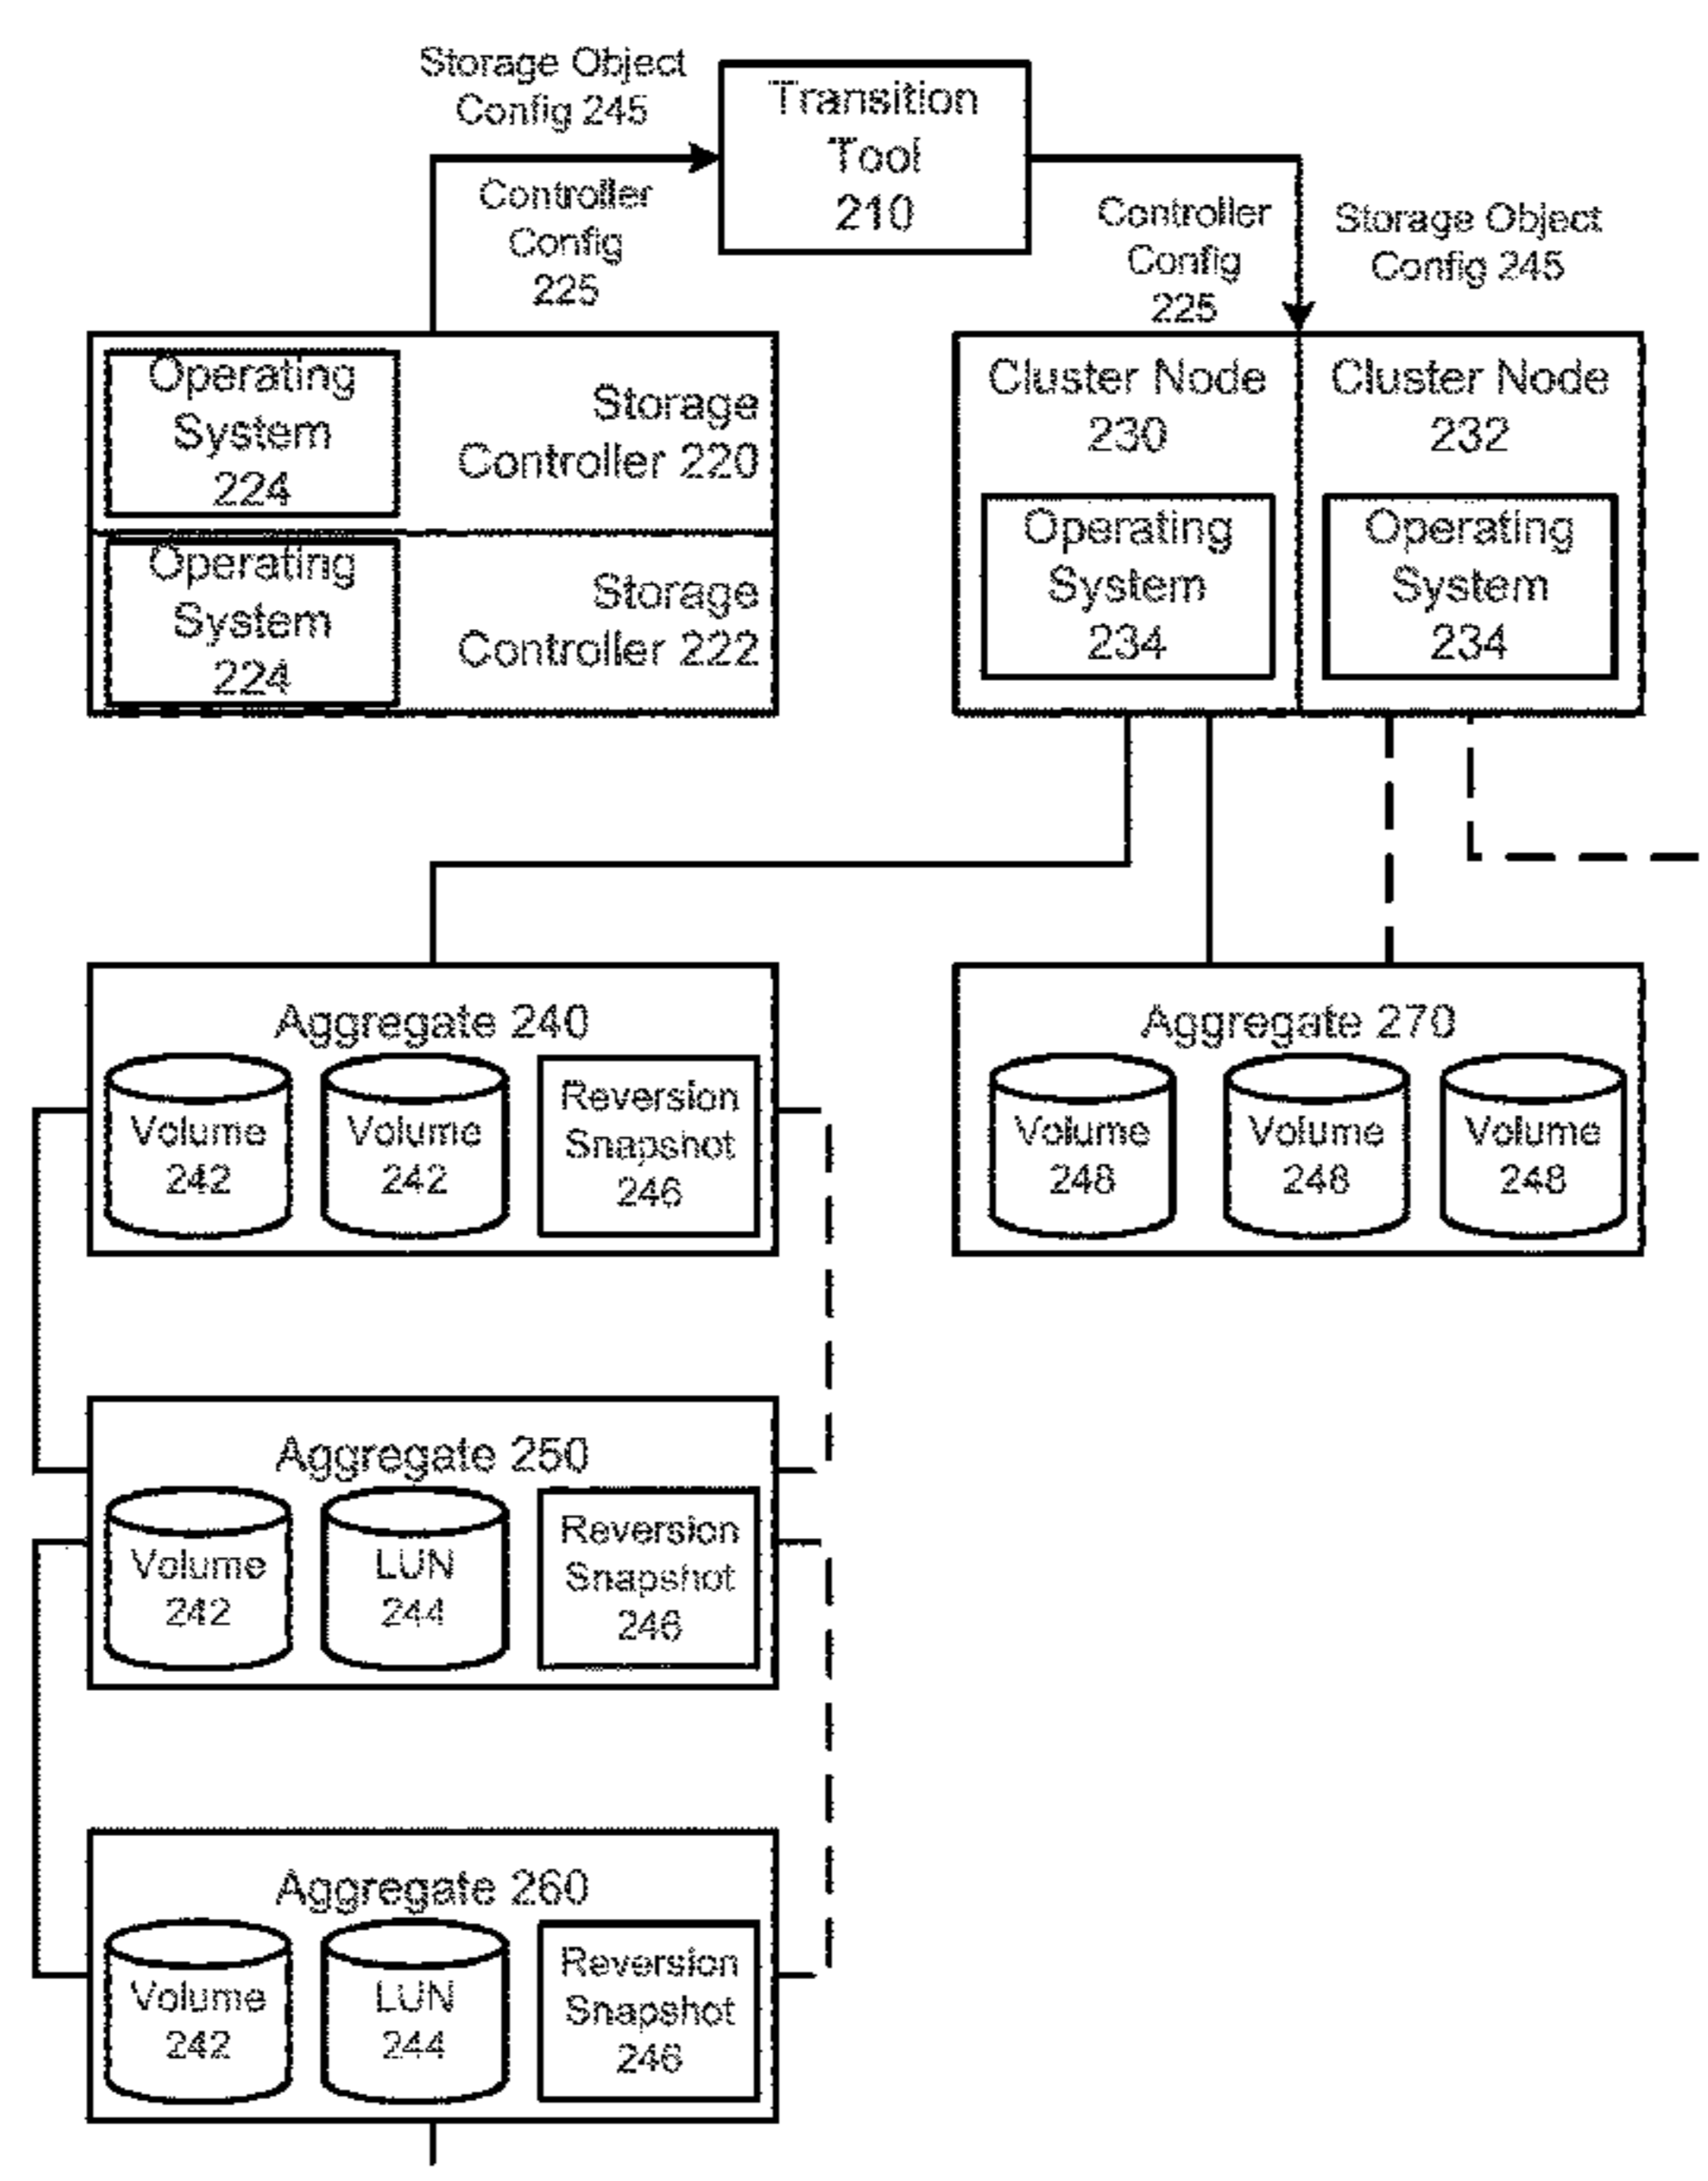 Storage Object
Config 245
Transition
Tool
210
Controller
Config
225
Controller
Config
225
Storage Object
Config 245
Operating
System
224
Storage
Controller 220
Operating
System
224
Storage
Controller 222
Cluster Node
230
Operating
System
234
Cluster Node
232
Operating
System
234
Aggregate 240
Volume
242
Volume
242
Reversion
Snapshot
246
Aggregate 270
Volume
248
Volume
248
Volume
248
Aggregate 250
Volume
242
LUN
244
Reversion
Snapshot
246
Aggregate 260
Volume
242
LUN
244
Reversion
Snapshot
246